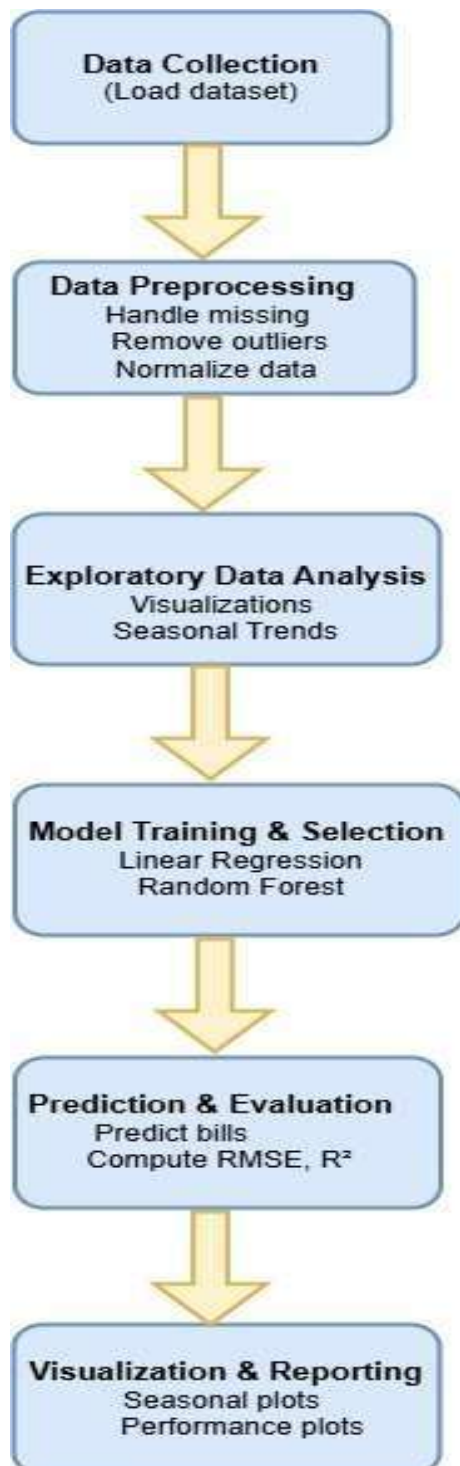 Data Collection
(Load dataset)
Data Preprocessing
Handle missing
Remove outliers
Normalize data
Exploratory Data Analysis
Visualizations
Seasonal Trends
Model Training & Selection
Linear Regression
Random Forest
Prediction & Evaluation
Predict bills
Compute RMSE, R²
Visualization & Reporting
Seasonal plots
Performance plots